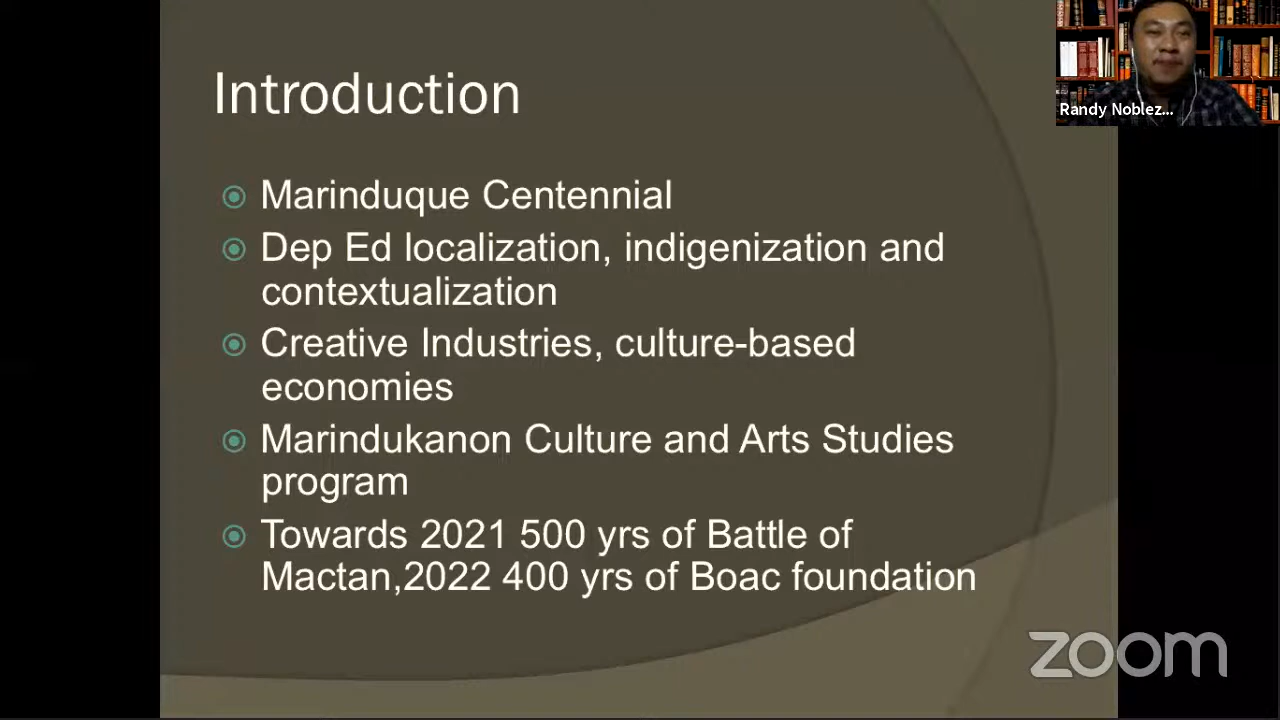 Introduction
Randy Noblez...
Marinduque Centennial
Dep Ed localization, indigenization and
contextualization
Creative Industries, culture-based
economies
Marindukanon Culture and Arts Studies
program
Towards 2021 500 yrs of Battle of
Mactan,2022 400 yrs of Boac foundation
zoom